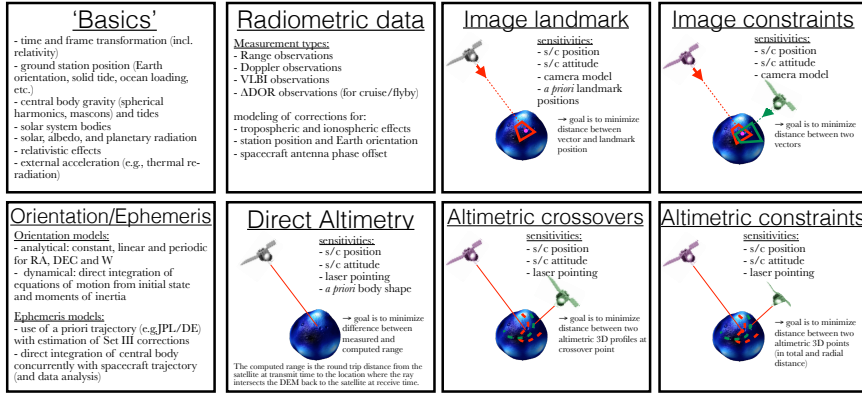 'Basics'
- time and frame transformation (incl.
relativity)
- ground station position (Earth
orientation, solid tide, ocean loading,
etc.)
- central body gravity (spherical
harmonics, mascons) and tides
- solar system bodies
- solar, albedo, and planetary radiation
- relativistic effects
- external acceleration (e.g., thermal re-
radiation)
Radiometric data
Measurement types:
- Range observations
- Doppler observations
- VLBI observations
- ΔDOR observations (for cruise/flyby)
modeling of corrections for:
- tropospheric and ionospheric effects
- station position and Earth orientation
- spacecraft antenna phase offset
Image landmark
sensitivities:
- s/c position
- s/c attitude
- camera model
- a priori landmark
positions
→ goal is to minimize
distance between
vector and landmark
position
Image constraints
sensitivities:
- s/c position
- s/c attitude
- camera model
→ goal is to minimize
distance between two
vectors
Orientation/Ephemeris
Orientation models:
- analytical: constant, linear and periodic
for RA, DEC and W
- dynamical: direct integration of
equations of motion from initial state
and moments of inertia
Ephemeris models:
- use of a priori trajectory (e.g.JPL/DE)
with estimation of Set III corrections
- direct integration of central body
concurrently with spacecraft trajectory
(and data analysis)
Direct Altimetry
sensitivities:
- s/c position
- s/c attitude
- laser pointing
- a priori body shape
→ goal is to minimize
difference between
measured and
computed range
The computed range is the round trip distance from the
satellite at transmit time to the location where the ray
intersects the DEM back to the satellite at receive time.
Altimetric crossovers
sensitivities:
- s/c position
- s/c attitude
- laser pointing
→ goal is to minimize
distance between two
altimetric 3D profiles at
crossover point
Altimetric constraints
sensitivities:
- s/c position
- s/c attitude
- laser pointing
→ goal is to minimize
distance between two
altimetric 3D points
(in total and radial
distance)